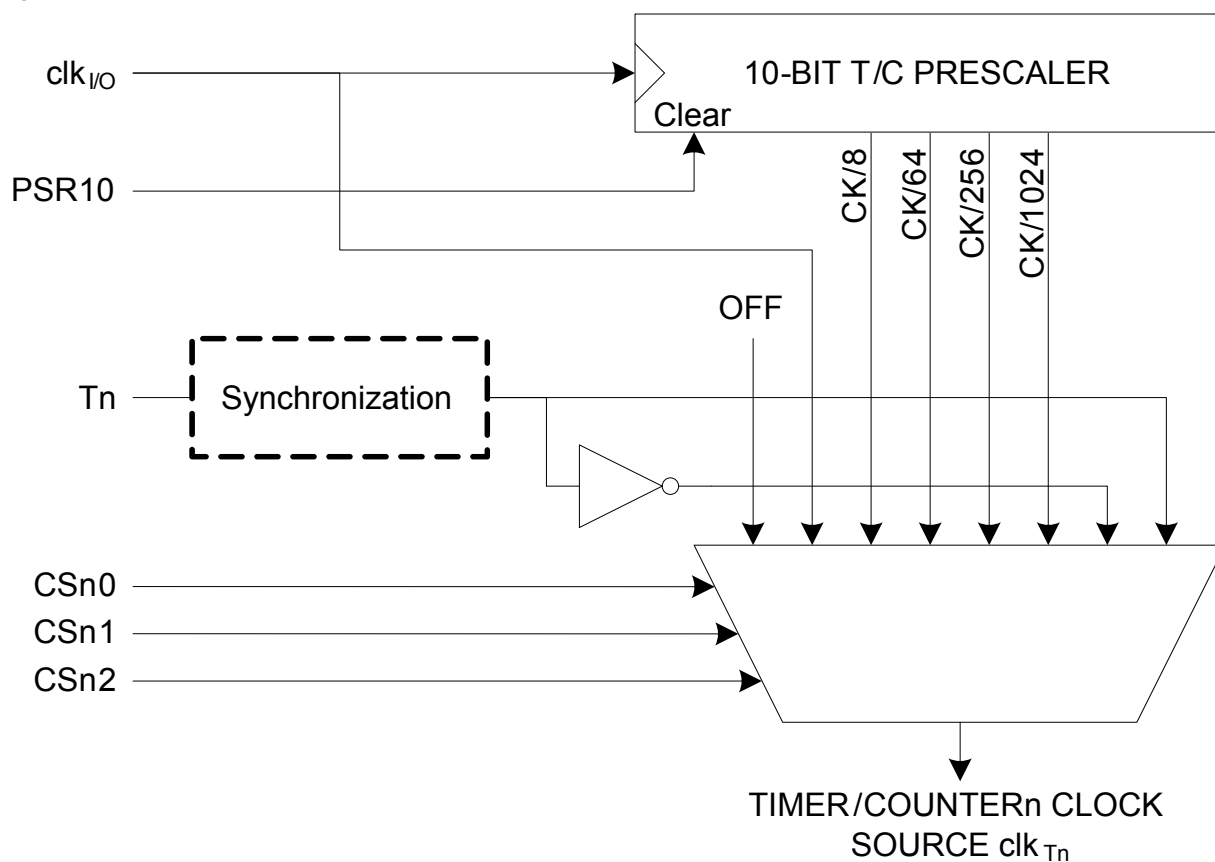 clkI/O
10-BIT T/C PRESCALER
Clear
PSR10
CK/8
CK/64
CK/256
CK/1024
OFF
Tn
Synchronization
CSn0
CSn1
CSn2
TIMER/COUNTERn CLOCK
SOURCE clkTn